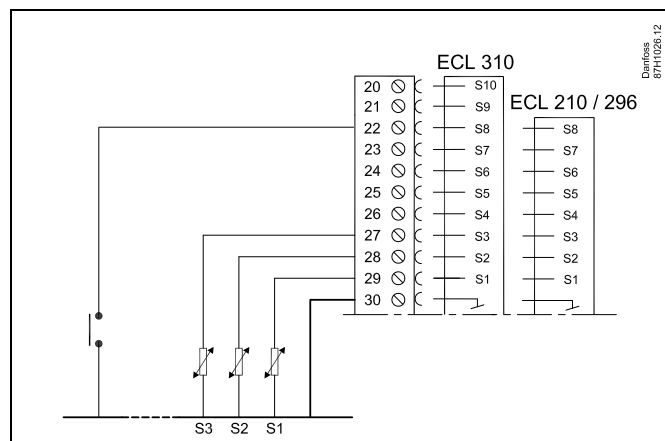 Danfoss
87H1026.12
ECL 310
ECL 210 / 296
20 S10
21 S9
22 S8 S8
23 S7 S7
24 S6 S6
25 S5 S5
26 S4 S4
27 S3 S3
28 S2 S2
29 S1 S1
30
S3 S2 S1